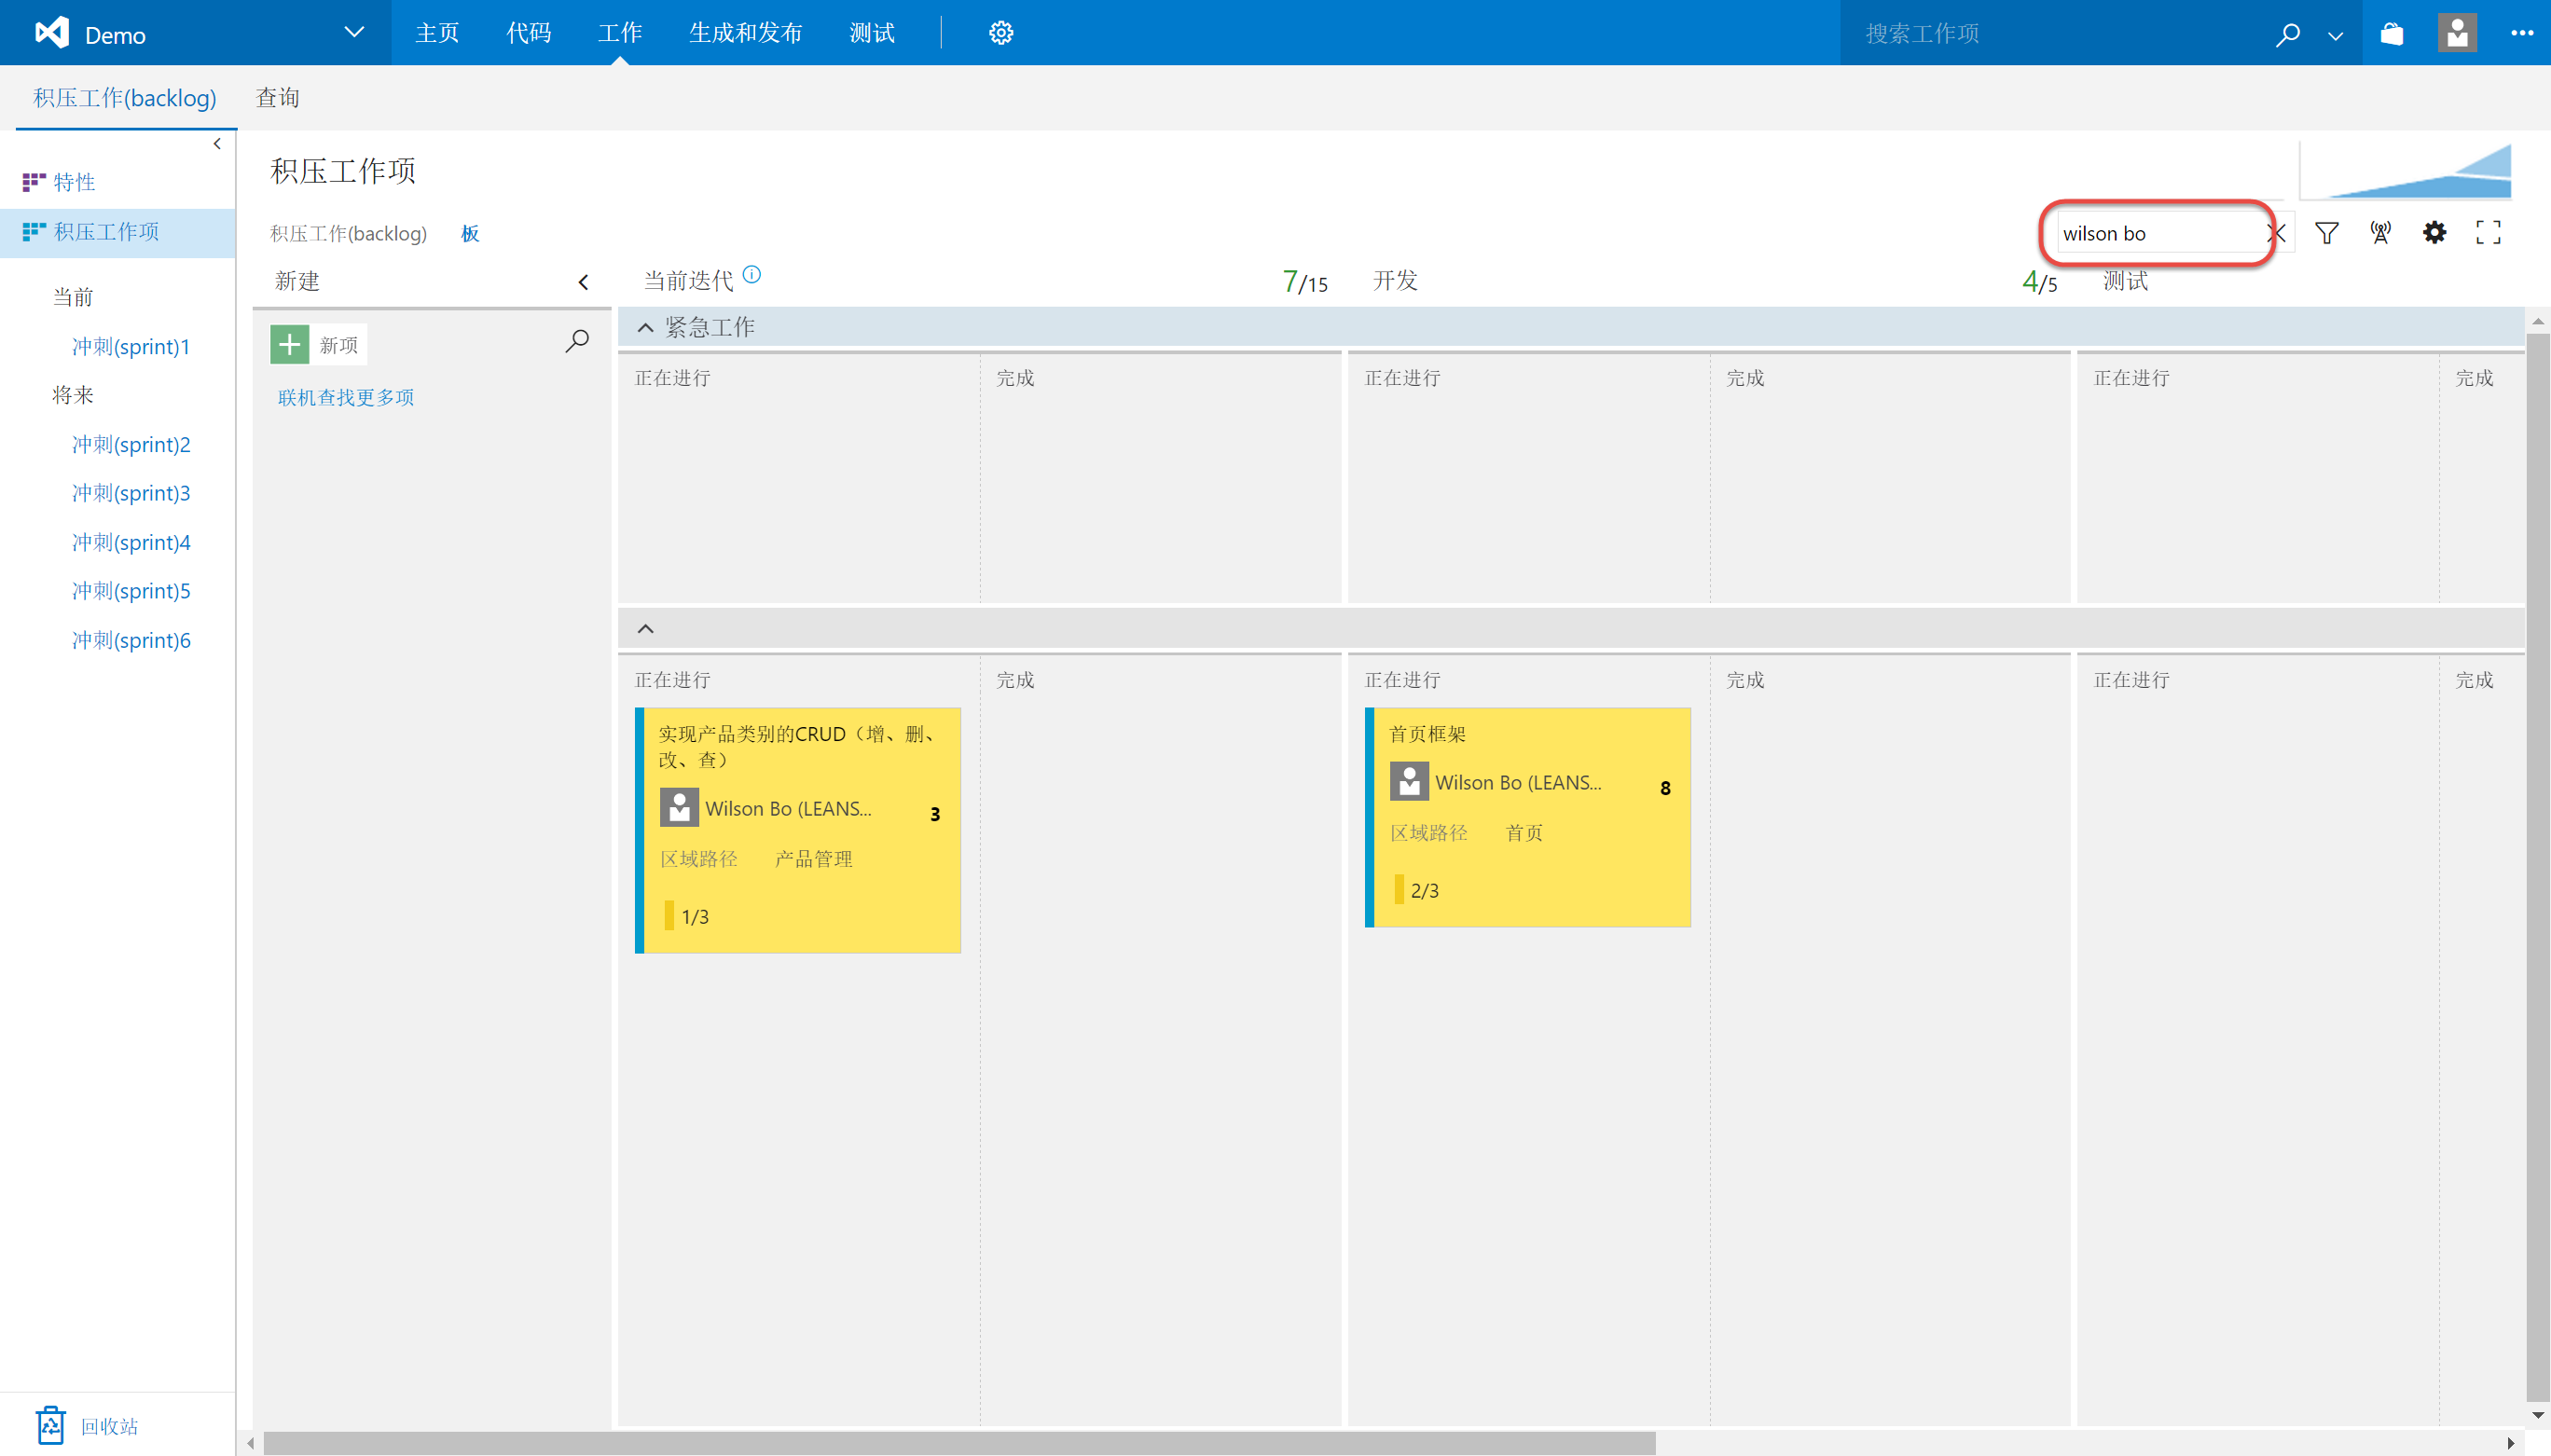 Demo
主页 代码 工作 生成和发布 测试
搜索工作项
积压工作(backlog) 查询
特性
积压工作项
当前
冲刺(sprint)1
将来
冲刺(sprint)2
冲刺(sprint)3
冲刺(sprint)4
冲刺(sprint)5
冲刺(sprint)6
回收站
积压工作项
积压工作(backlog) 板
wilson bo
新建 当前迭代 7/15 开发 4/5 测试
新项
联机查找更多项
紧急工作
正在进行 完成 正在进行 完成 正在进行 完成
正在进行 完成 正在进行 完成 正在进行 完成
实现产品类别的CRUD（增、删、
改、查）
Wilson Bo (LEANS... 3
区域路径 产品管理
1/3
首页框架
Wilson Bo (LEANS... 8
区域路径 首页
2/3